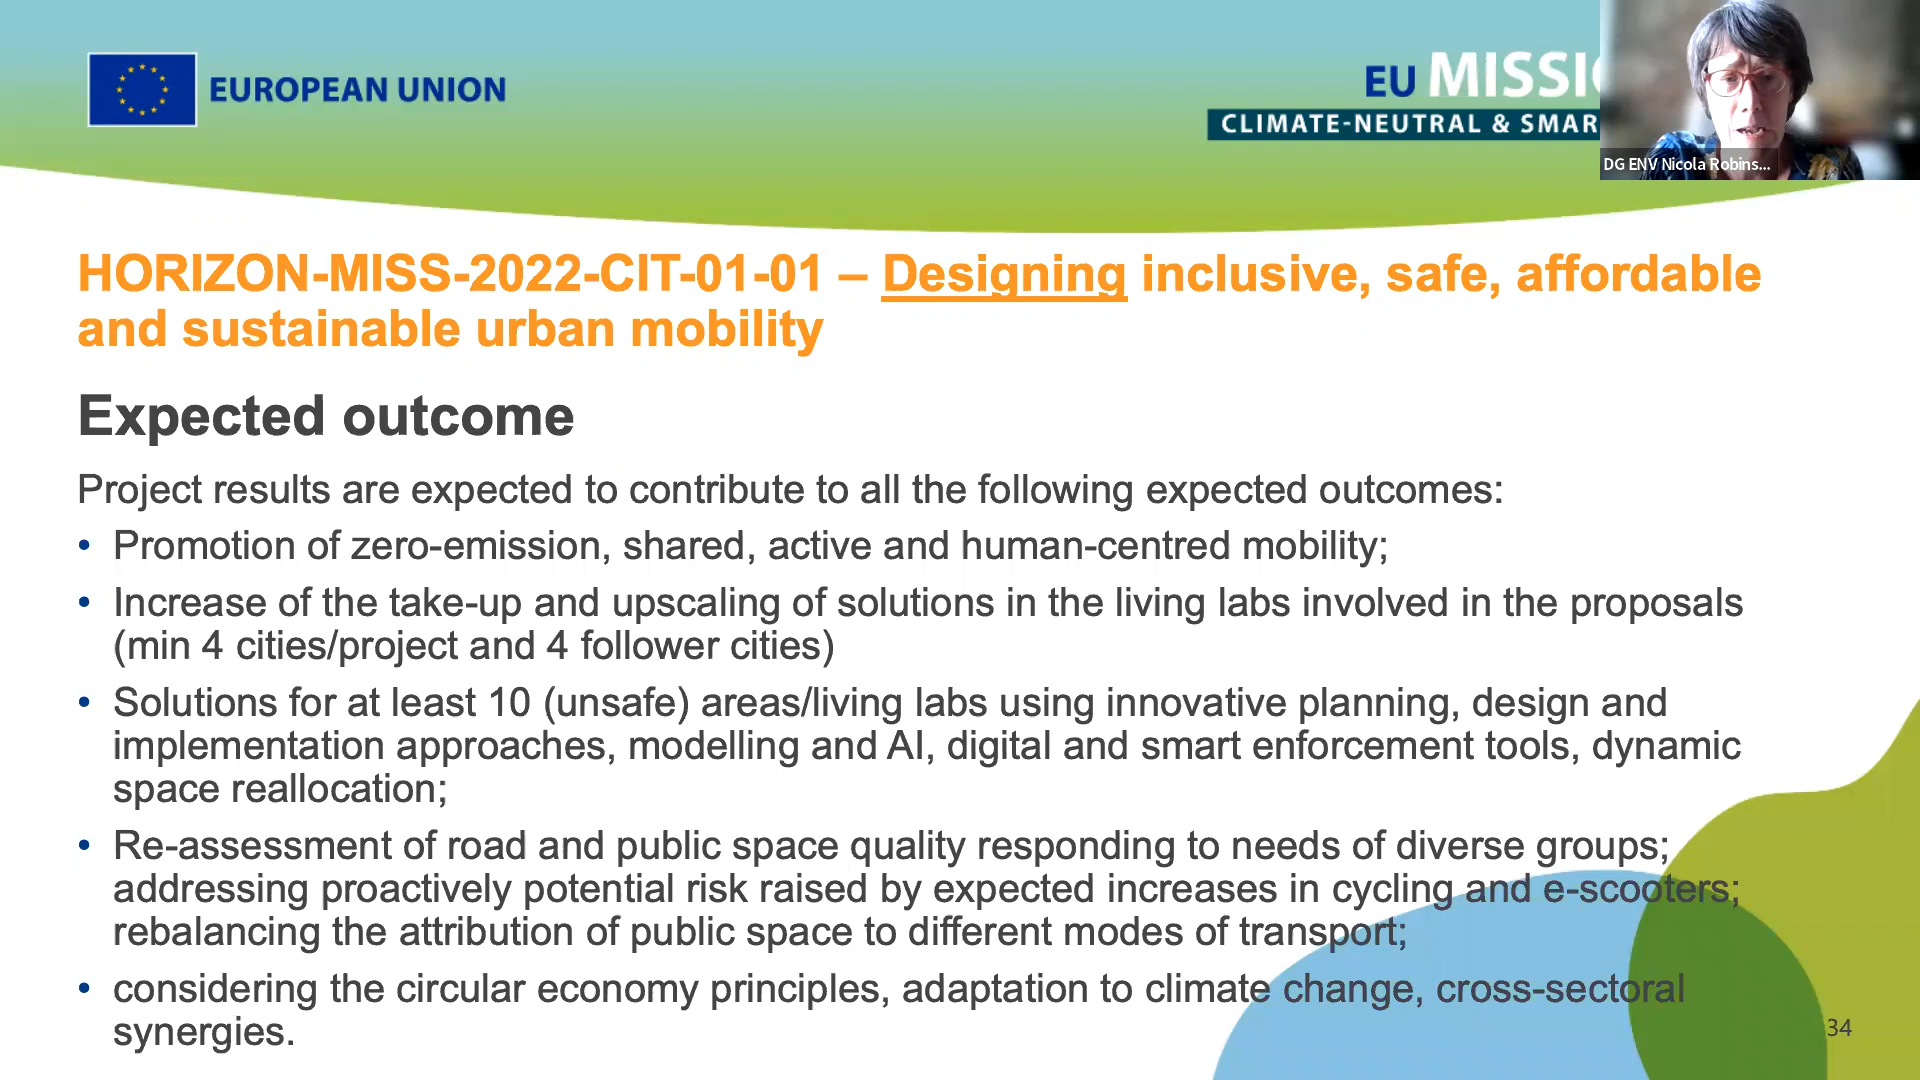 EUROPEAN UNION
EU MISSI
CLIMATE-NEUTRAL & SMAR
DG ENV Nicola Robins...
HORIZON-MISS-2022-CIT-01-01 – Designing inclusive, safe, affordable
and sustainable urban mobility
Expected outcome
Project results are expected to contribute to all the following expected outcomes:
• Promotion of zero-emission, shared, active and human-centred mobility;
• Increase of the take-up and upscaling of solutions in the living labs involved in the proposals
(min 4 cities/project and 4 follower cities)
• Solutions for at least 10 (unsafe) areas/living labs using innovative planning, design and
implementation approaches, modelling and AI, digital and smart enforcement tools, dynamic
space reallocation;
• Re-assessment of road and public space quality responding to needs of diverse groups;
addressing proactively potential risk raised by expected increases in cycling and e-scooters;
rebalancing the attribution of public space to different modes of transport;
• considering the circular economy principles, adaptation to climate change, cross-sectoral
synergies.
34